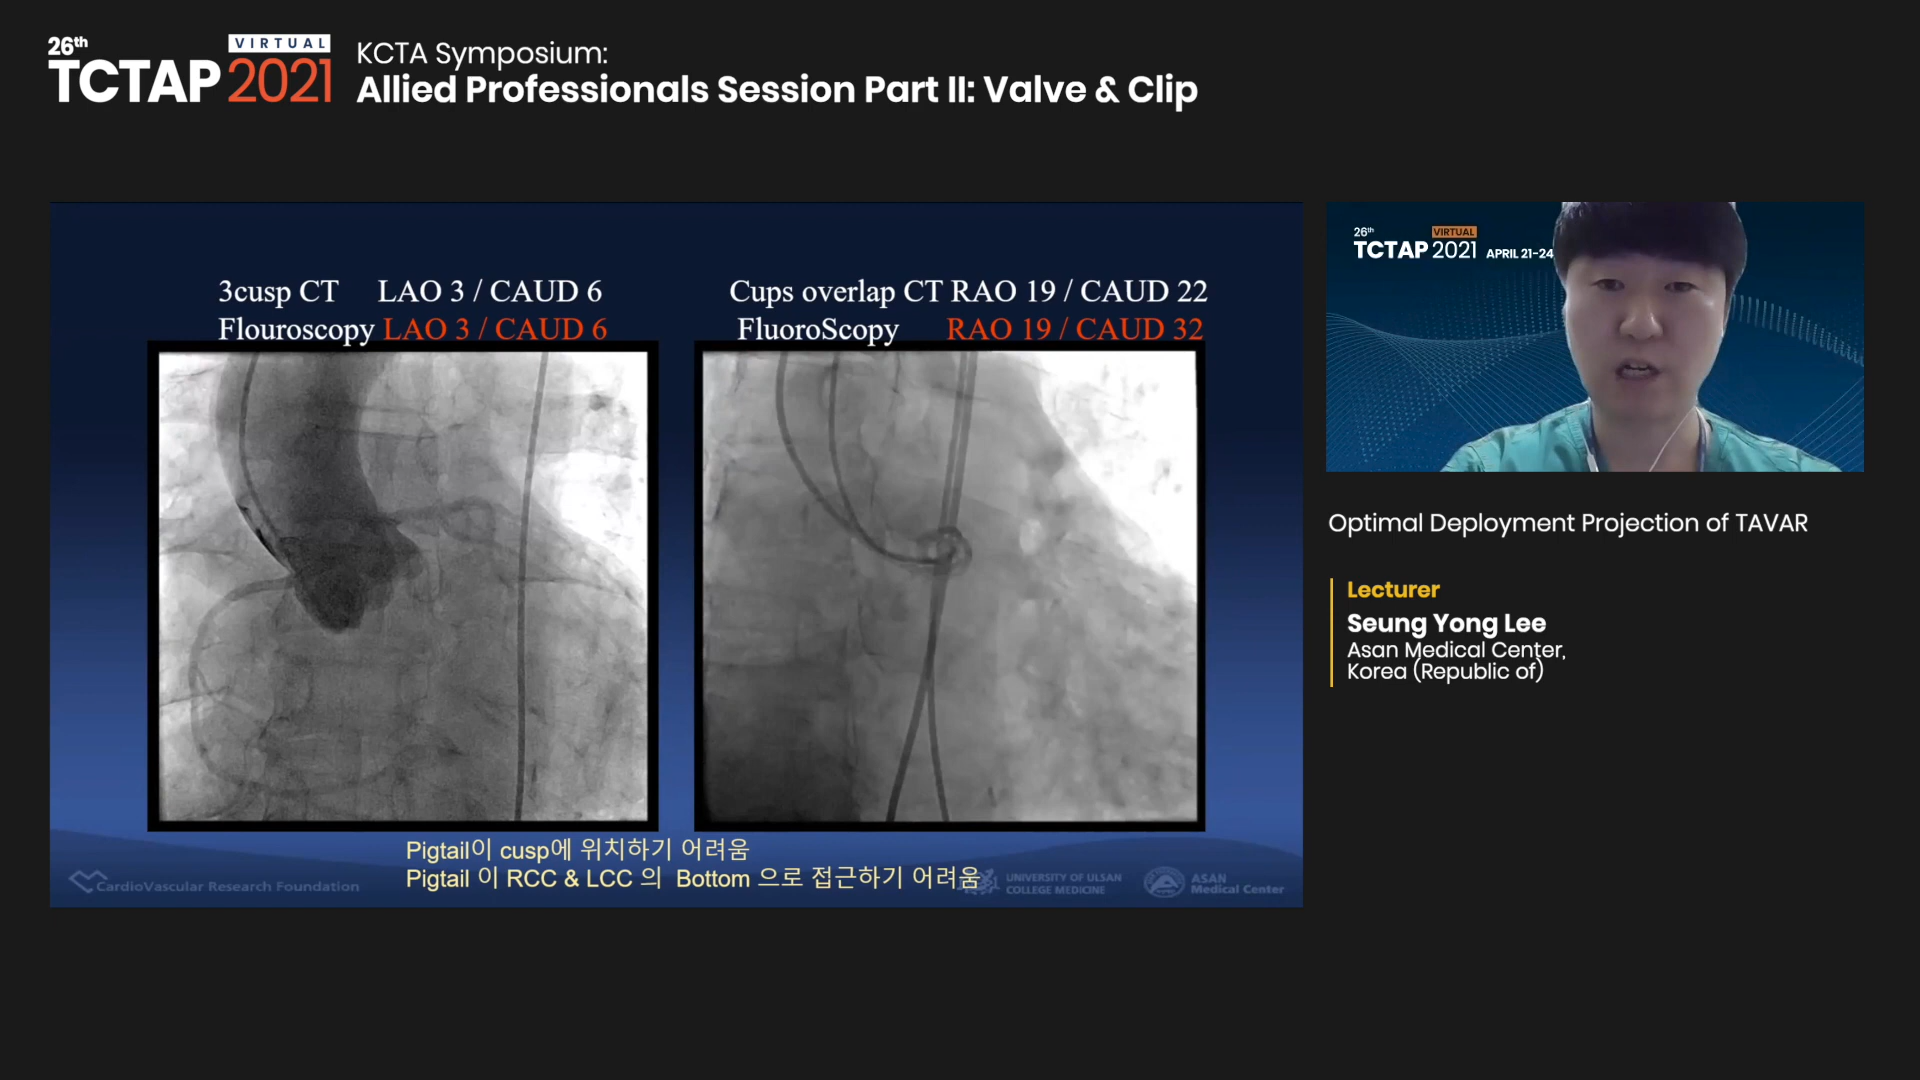 26th
VIRTUAL
TCTAP 2021
KCTA Symposium:
Allied Professionals Session Part II: Valve & Clip
3cusp CT LAO 3 / CAUD 6
Flouroscopy LAO 3 / CAUD 6
Cups overlap CT RAO 19 / CAUD 22
FluoroScopy RAO 19 / CAUD 32
Pigtail이 cusp에 위치하기 어려움
Pigtail 이 RCC & LCC 의 Bottom 으로 접근하기 어려움
CardioVascular Research Foundation
UNIVERSITY OF ULSAN
COLLEGE MEDICINE
ASAN
Medical Center
26th
VIRTUAL
TCTAP 2021 APRIL 21-24
Optimal Deployment Projection of TAVAR
Lecturer
Seung Yong Lee
Asan Medical Center,
Korea (Republic of)